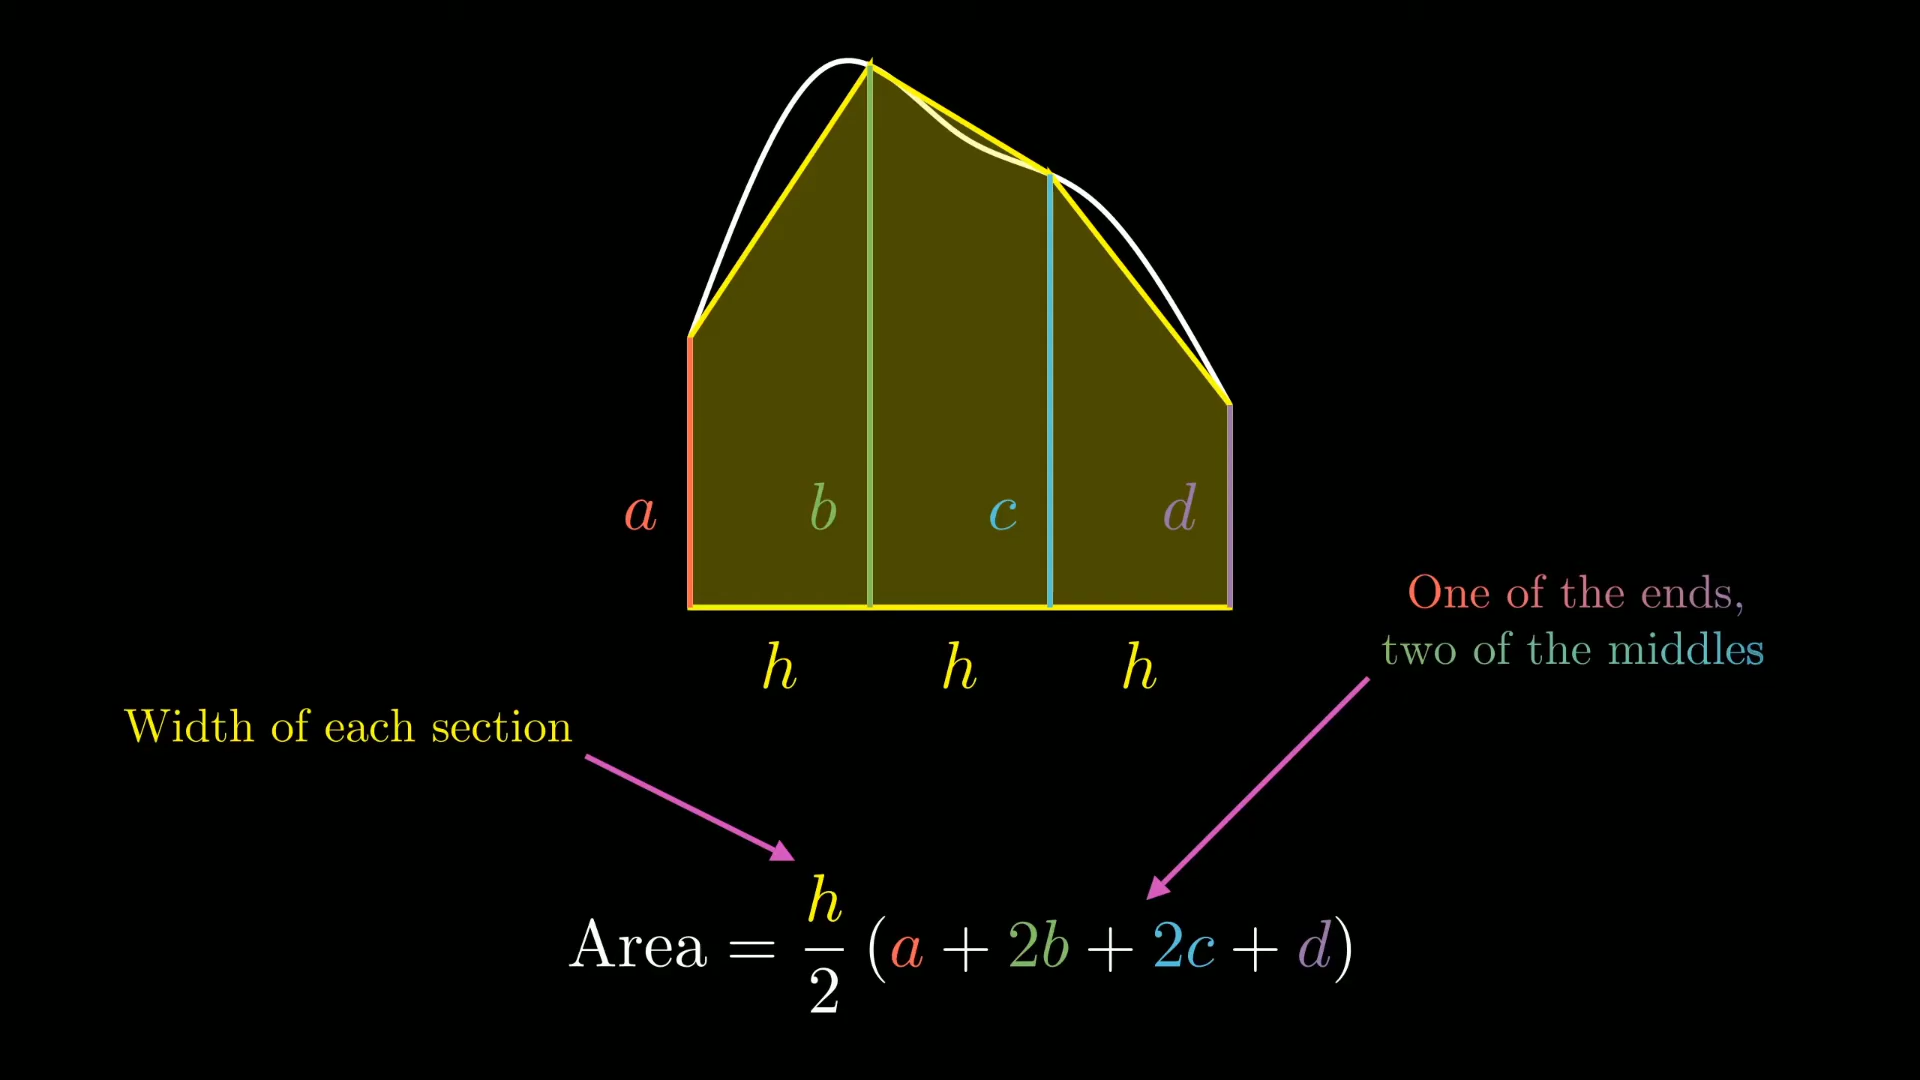 a b c d
h h h
One of the ends,
two of the middles
Width of each section
Area = h/2 (a + 2b + 2c + d)